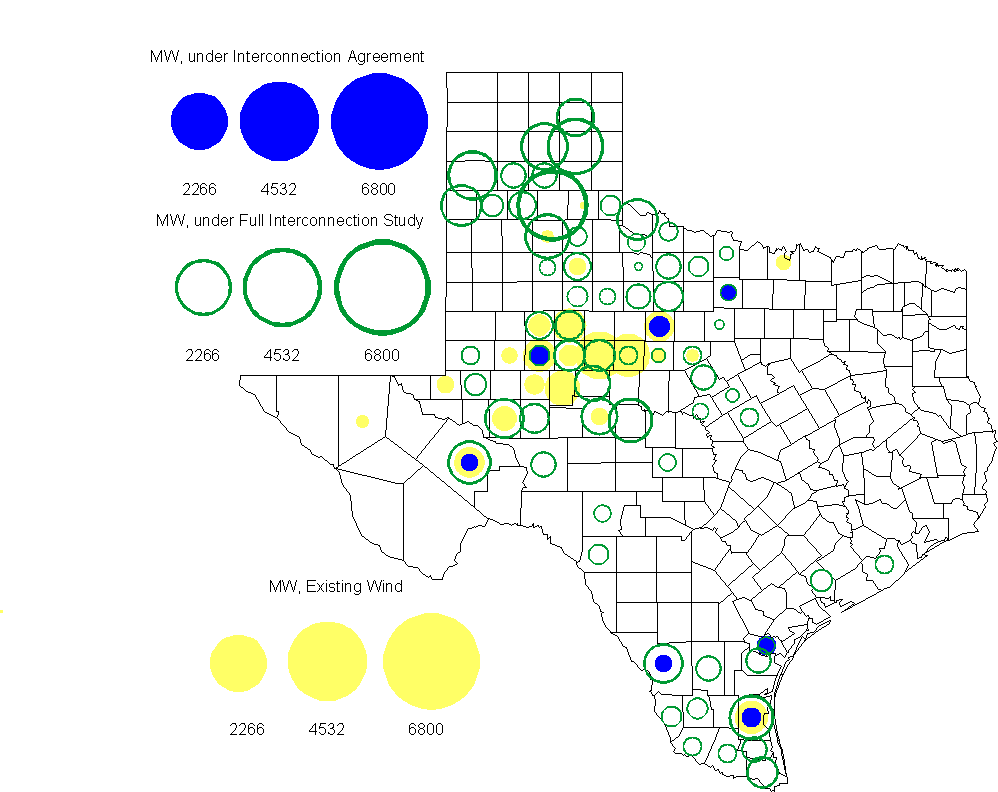 MW, under Interconnection Agreement
2266 4532 6800
MW, under Full Interconnection Study
2266 4532 6800
MW, Existing Wind
2266 4532 6800